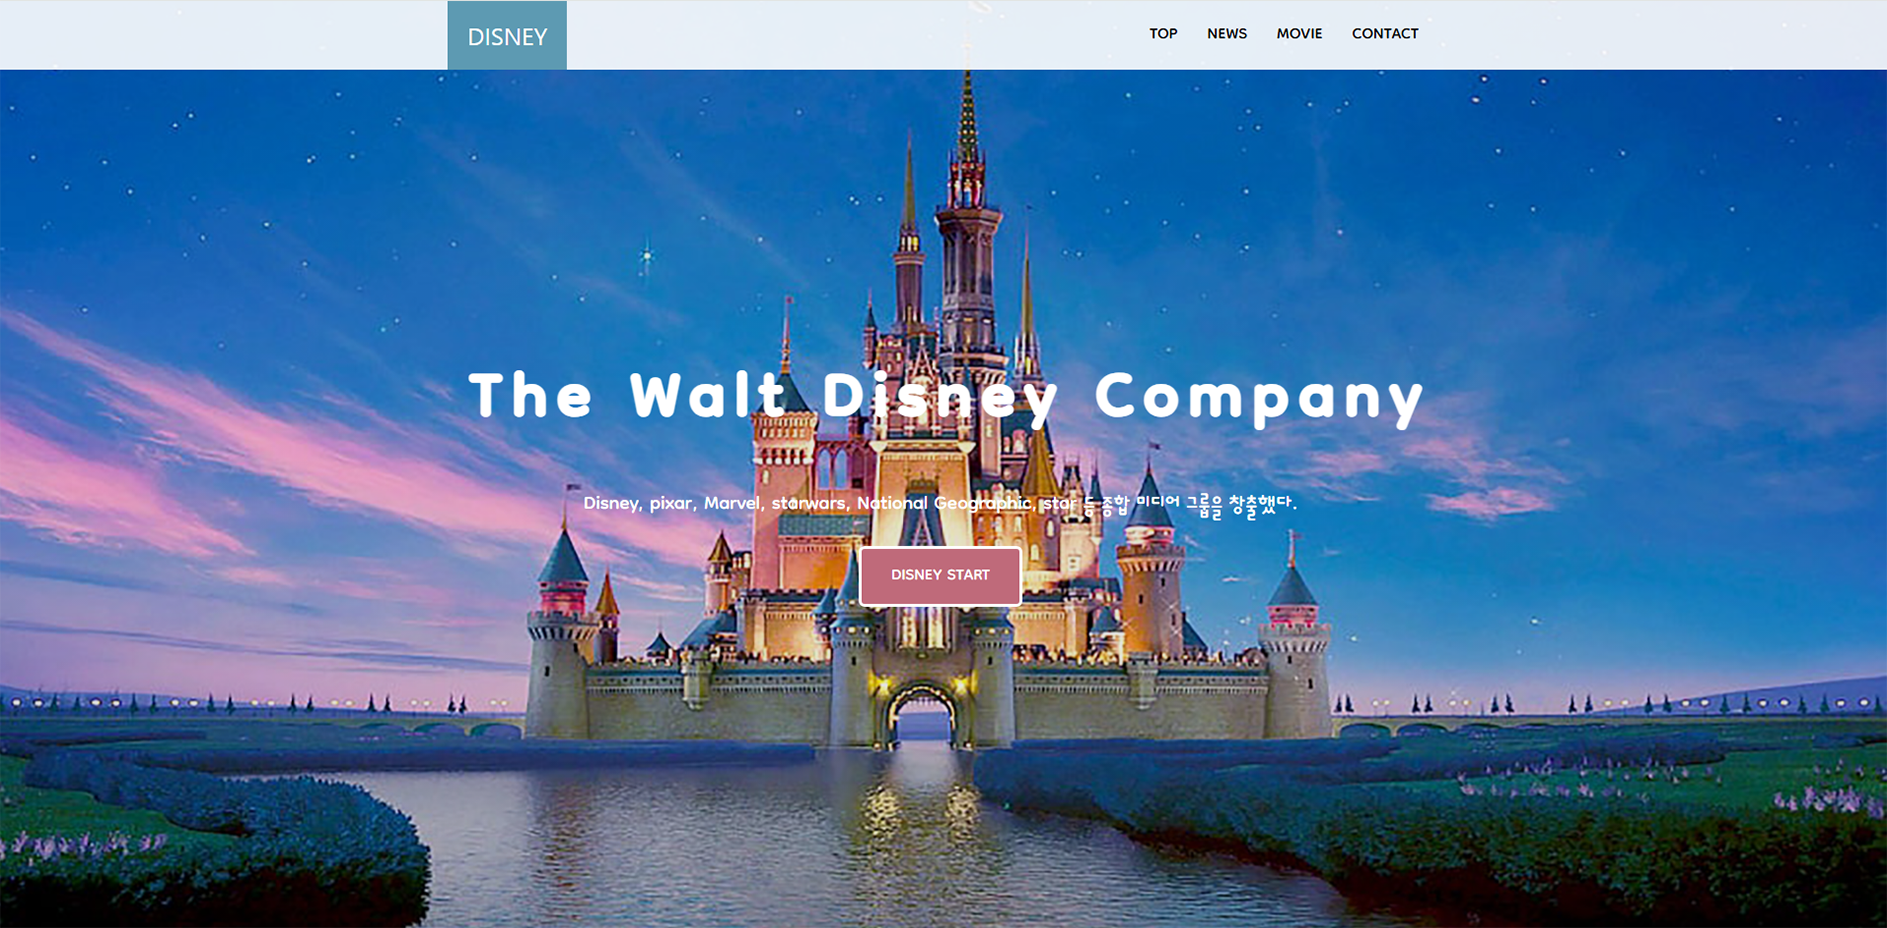 DISNEY
TOP NEWS MOVIE CONTACT
The Walt Disney Company
Disney, pixar, Marvel, starwars, National Geographic, star 등 종합 미디어 그룹을 창출했다.
DISNEY START